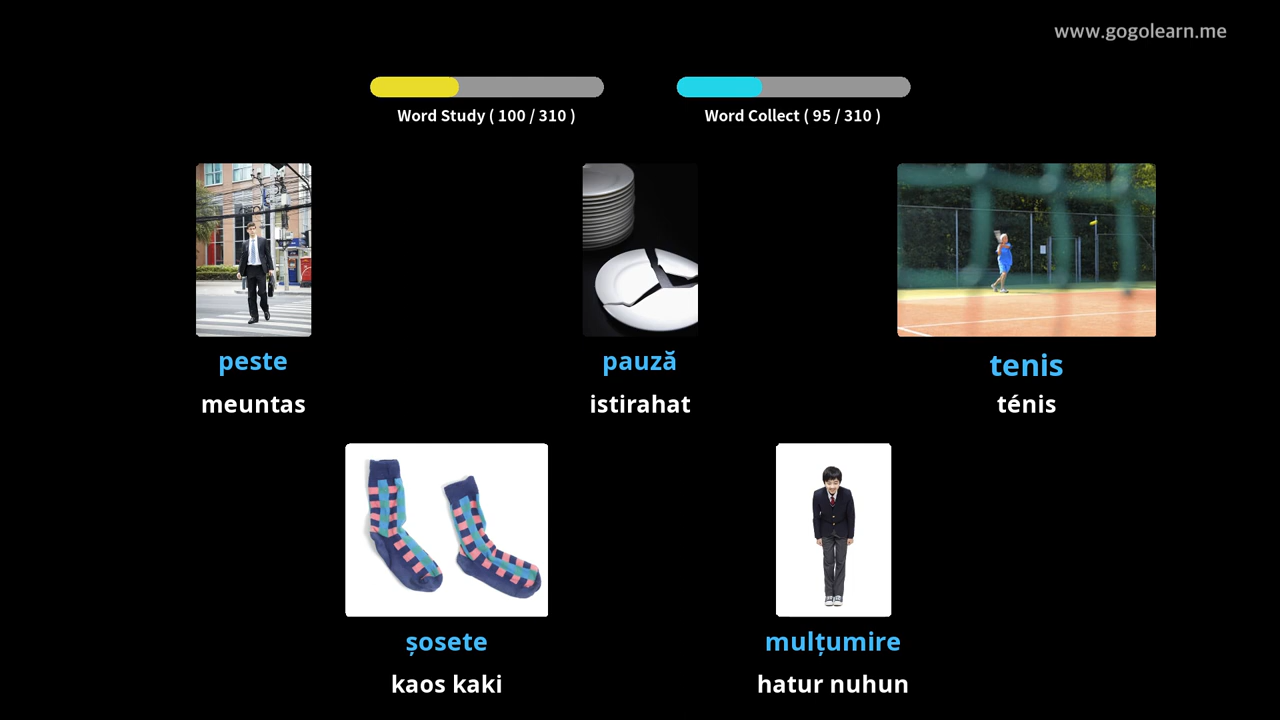 www.gogolearn.me
Word Study ( 100 / 310 )
Word Collect ( 95 / 310 )
peste
meuntas
pauză
istirahat
tenis
ténis
șosete
kaos kaki
mulțumire
hatur nuhun